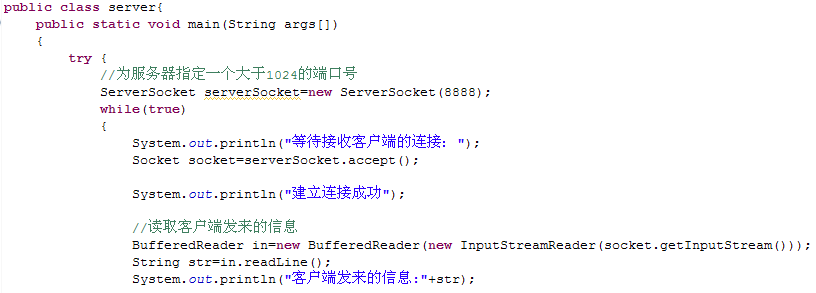 public class server{
public static void main(String args[])
{
try {
//为服务器指定一个大于1024的端口号
ServerSocket serverSocket=new ServerSocket(8888);
while(true)
{
System.out.println("等待接收客户端的连接：");
Socket socket=serverSocket.accept();
System.out.println("建立连接成功");
//读取客户端发来的信息
BufferedReader in=new BufferedReader(new InputStreamReader(socket.getInputStream()));
String str=in.readLine();
System.out.println("客户端发来的信息:"+str);